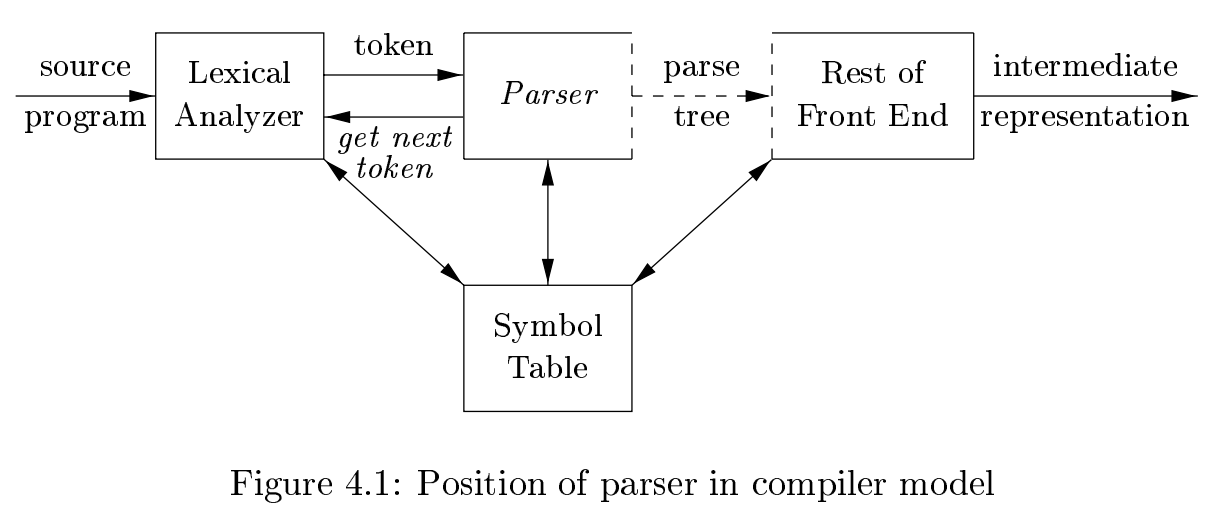 source
program
Lexical
Analyzer
token
get next
token
Parser
parse
tree
Rest of
Front End
intermediate
representation
Symbol
Table
Figure 4.1: Position of parser in compiler model